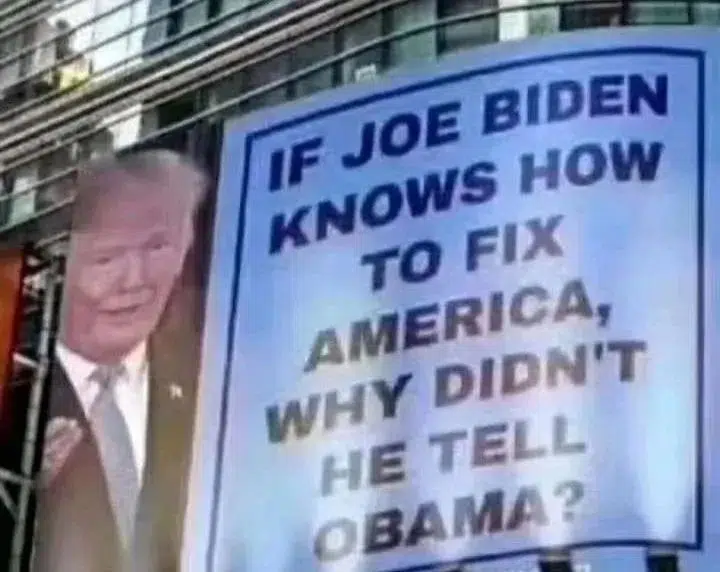 IF JOE BIDEN
KNOWS HOW
TO FIX
AMERICA,
WHY DIDN'T
HE TELL
OBAMA?